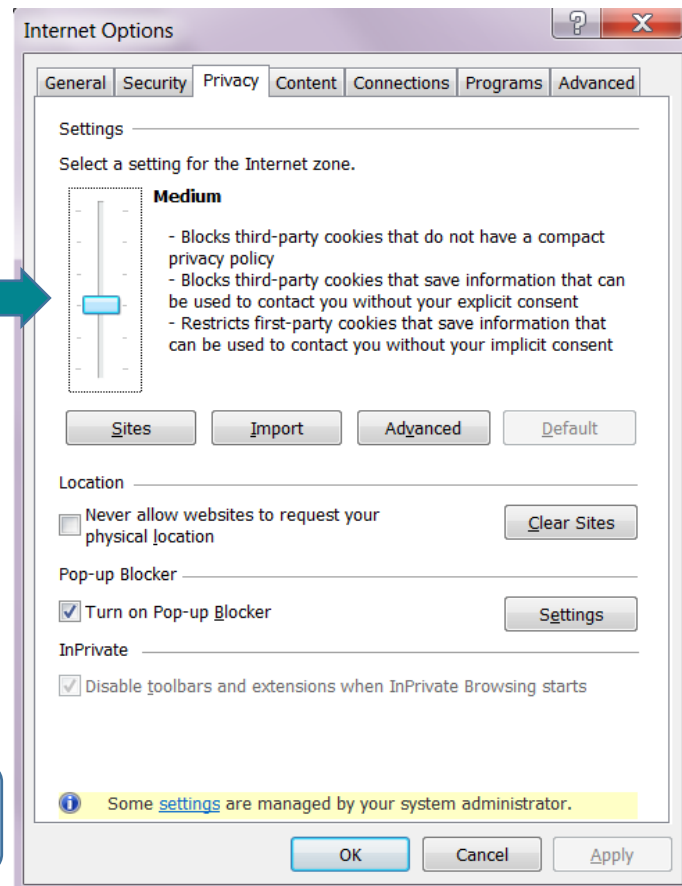 Internet Options
General Security Privacy Content Connections Programs Advanced
Settings
Select a setting for the Internet zone.
Medium
- Blocks third-party cookies that do not have a compact
privacy policy
- Blocks third-party cookies that save information that can
be used to contact you without your explicit consent
- Restricts first-party cookies that save information that
can be used to contact you without your implicit consent
Sites Import Advanced Default
Location
Never allow websites to request your
physical location
Clear Sites
Pop-up Blocker
Turn on Pop-up Blocker
Settings
InPrivate
Disable toolbars and extensions when InPrivate Browsing starts
Some settings are managed by your system administrator.
OK Cancel Apply